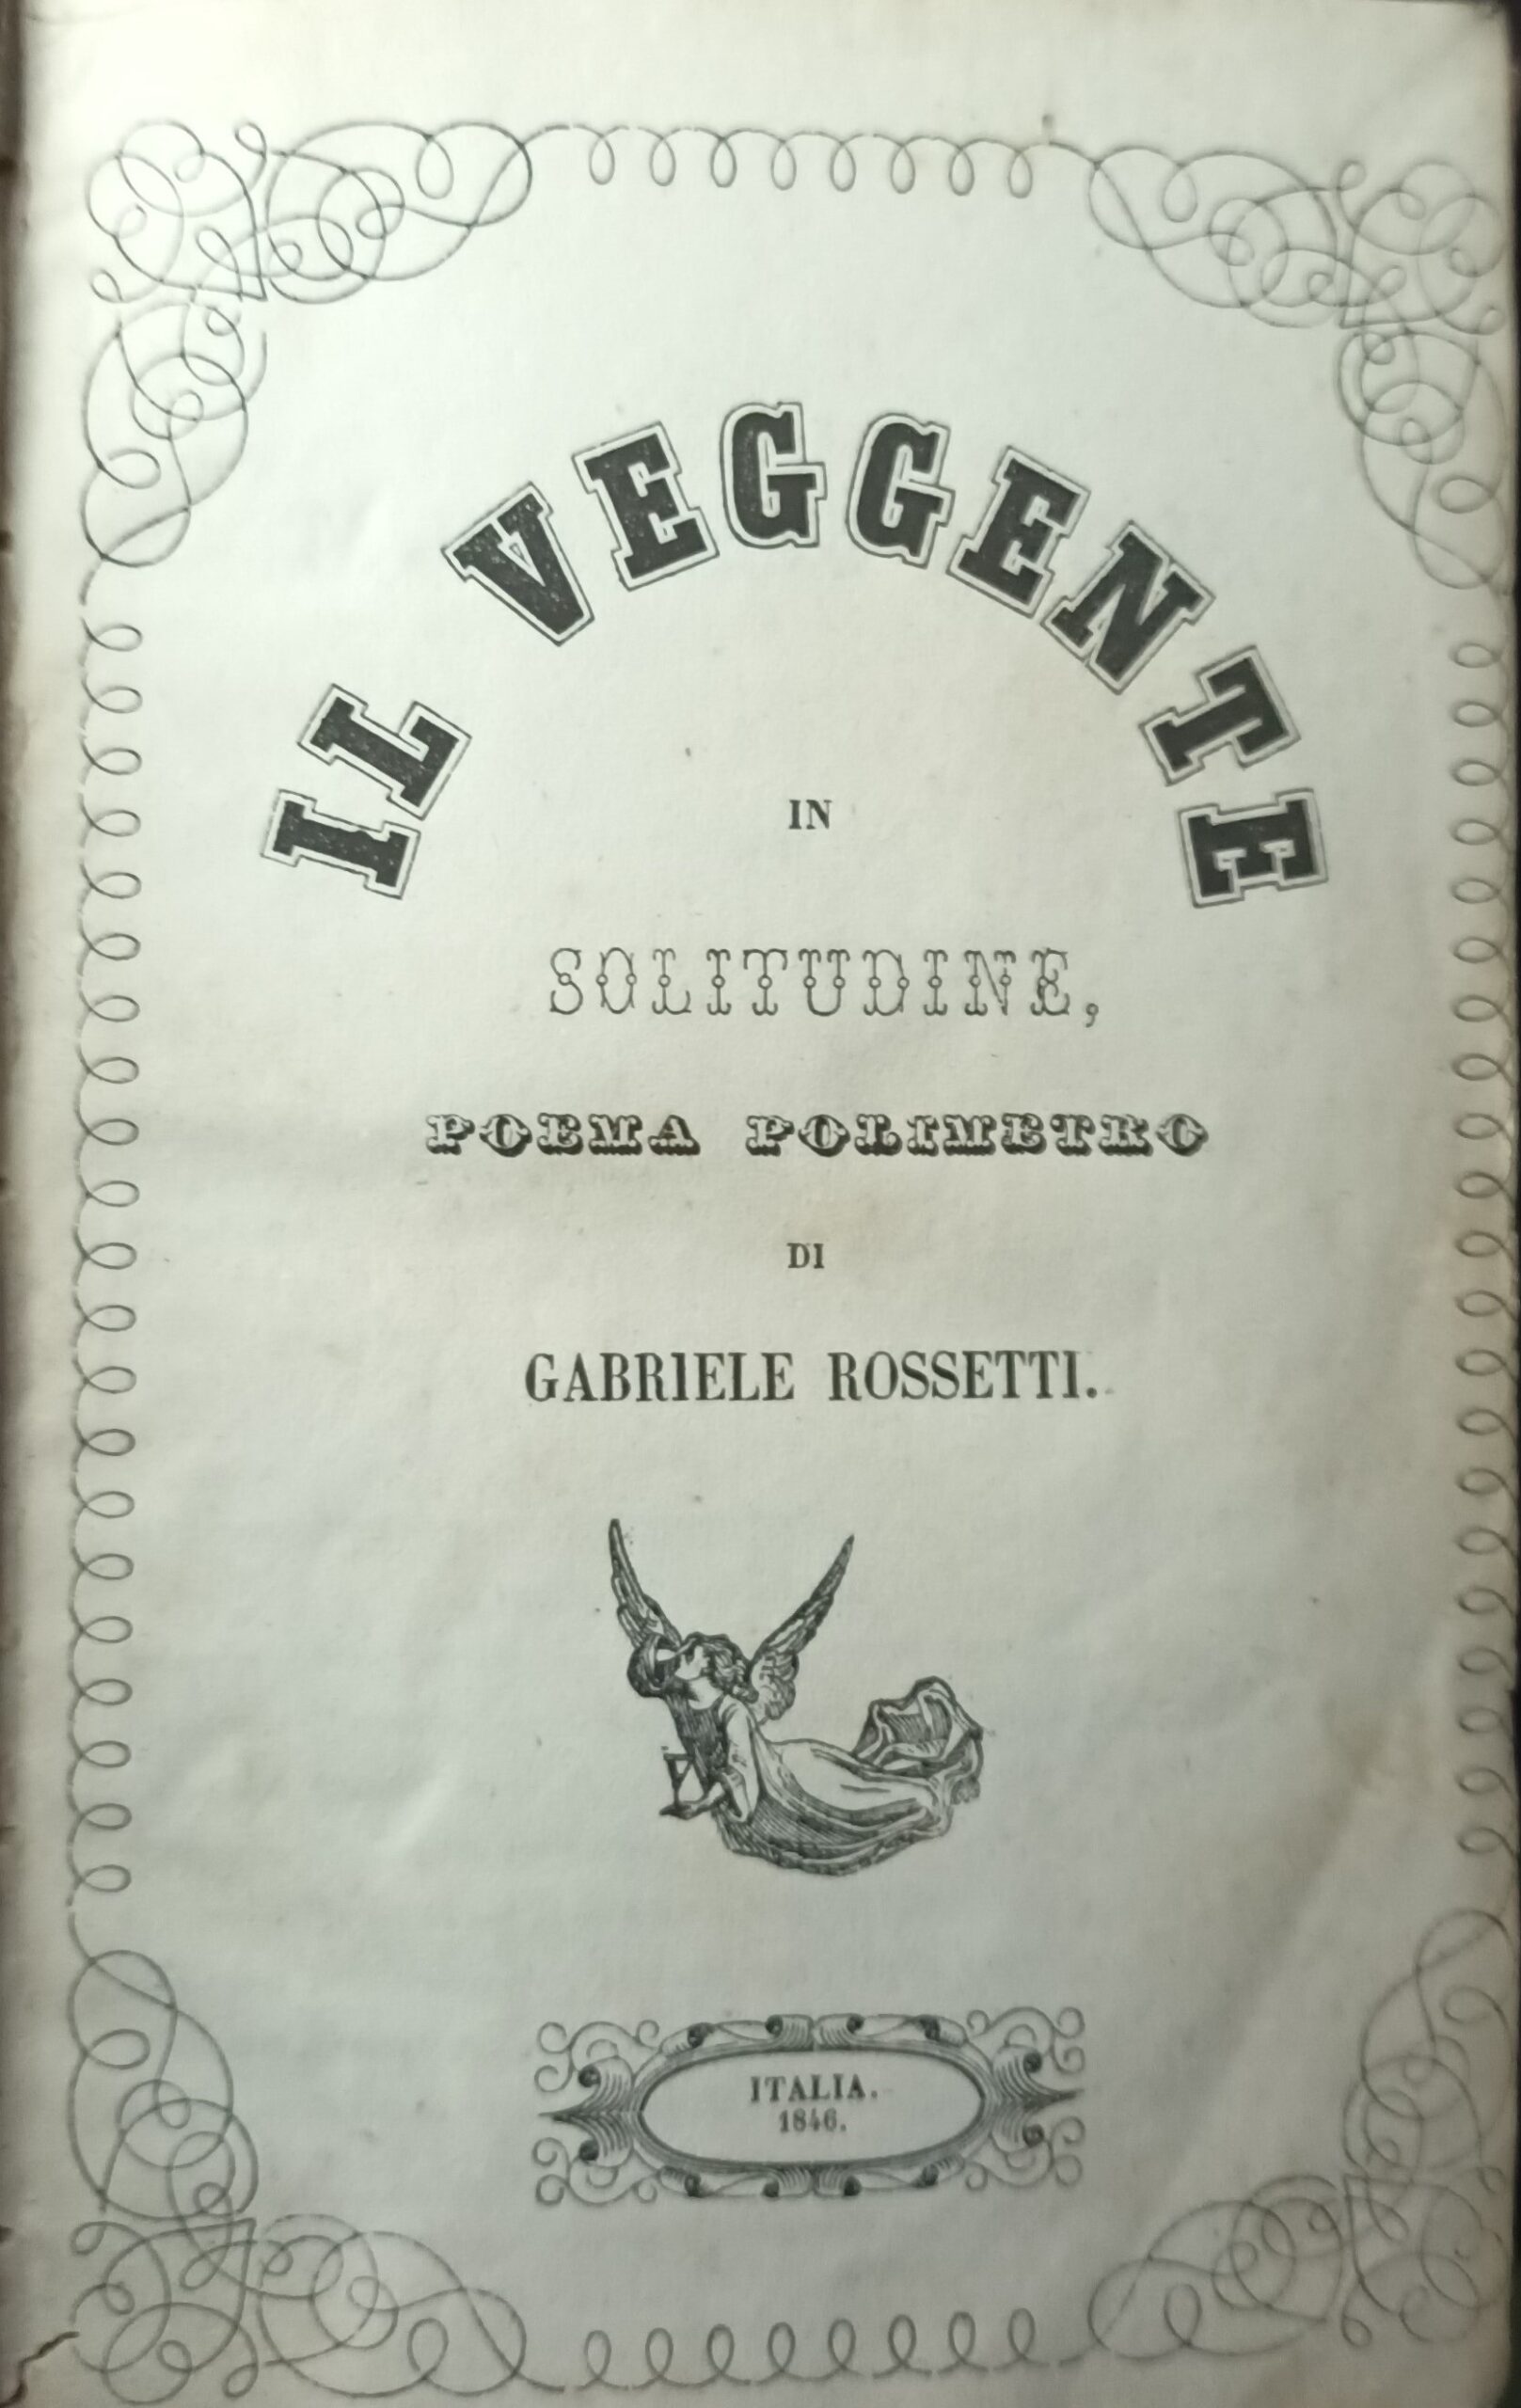 IL VEGGENTE
IN
SOLITUDINE,
POEMA POLIMETRO
DI
GABRIELE ROSSETTI.
ITALIA.
1846.